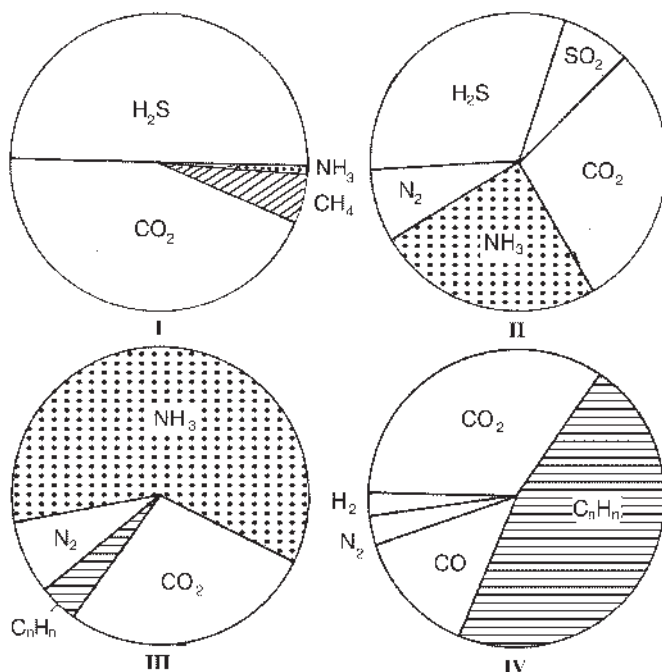 H₂S
NH₃
CH₄
CO₂
I
SO₂
H₂S
CO₂
N₂
NH₃
II
NH₃
N₂
CO₂
CₙHₙ
III
CO₂
CₙHₙ
H₂
N₂
CO
IV